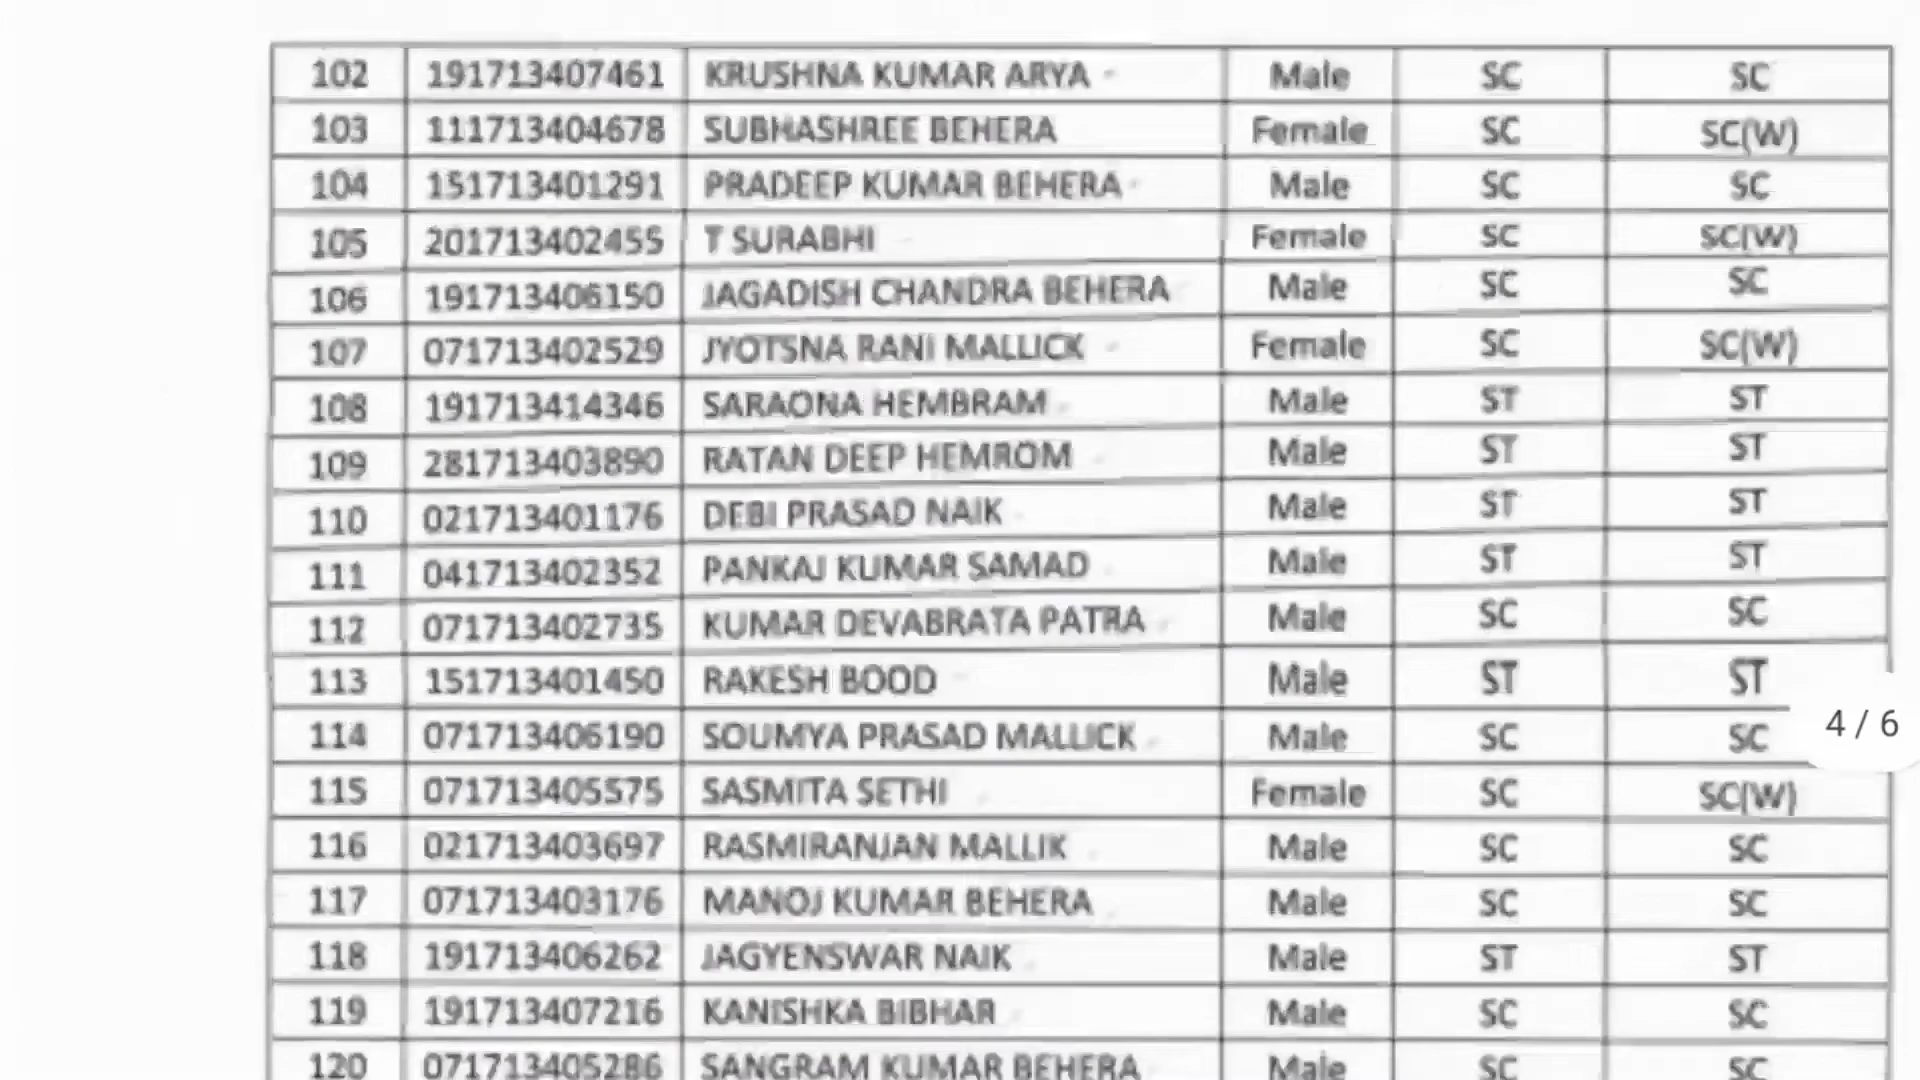 102 191713407461 KRUSHNA KUMAR ARYA Male SC SC
103 111713404678 SUBHASHREE BEHERA Female SC SC(W)
104 151713401291 PRADEEP KUMAR BEHERA Male SC SC
105 201713402455 T SURABHI Female SC SC(W)
106 191713406150 JAGADISH CHANDRA BEHERA Male SC SC
107 071713402529 JYOTSNA RANI MALLICK Female SC SC(W)
108 191713414346 SARAONA HEMBRAM Male ST ST
109 281713403890 RATAN DEEP HEMROM Male ST ST
110 021713401176 DEBI PRASAD NAIK Male ST ST
111 041713402352 PANKAJ KUMAR SAMAD Male ST ST
112 071713402735 KUMAR DEVABRATA PATRA Male SC SC
113 151713401450 RAKESH BOOD Male ST ST
114 071713406190 SOUMYA PRASAD MALLICK Male SC SC
4 / 6
115 071713405575 SASMITA SETHI Female SC SC(W)
116 021713403697 RASMIRANJAN MALLIK Male SC SC
117 071713403176 MANOJ KUMAR BEHERA Male SC SC
118 191713406262 JAGYENSWAR NAIK Male ST ST
119 191713407216 KANISHKA BIBHAR Male SC SC
120 071713405286 SANGRAM KUMAR BEHERA Male SC SC